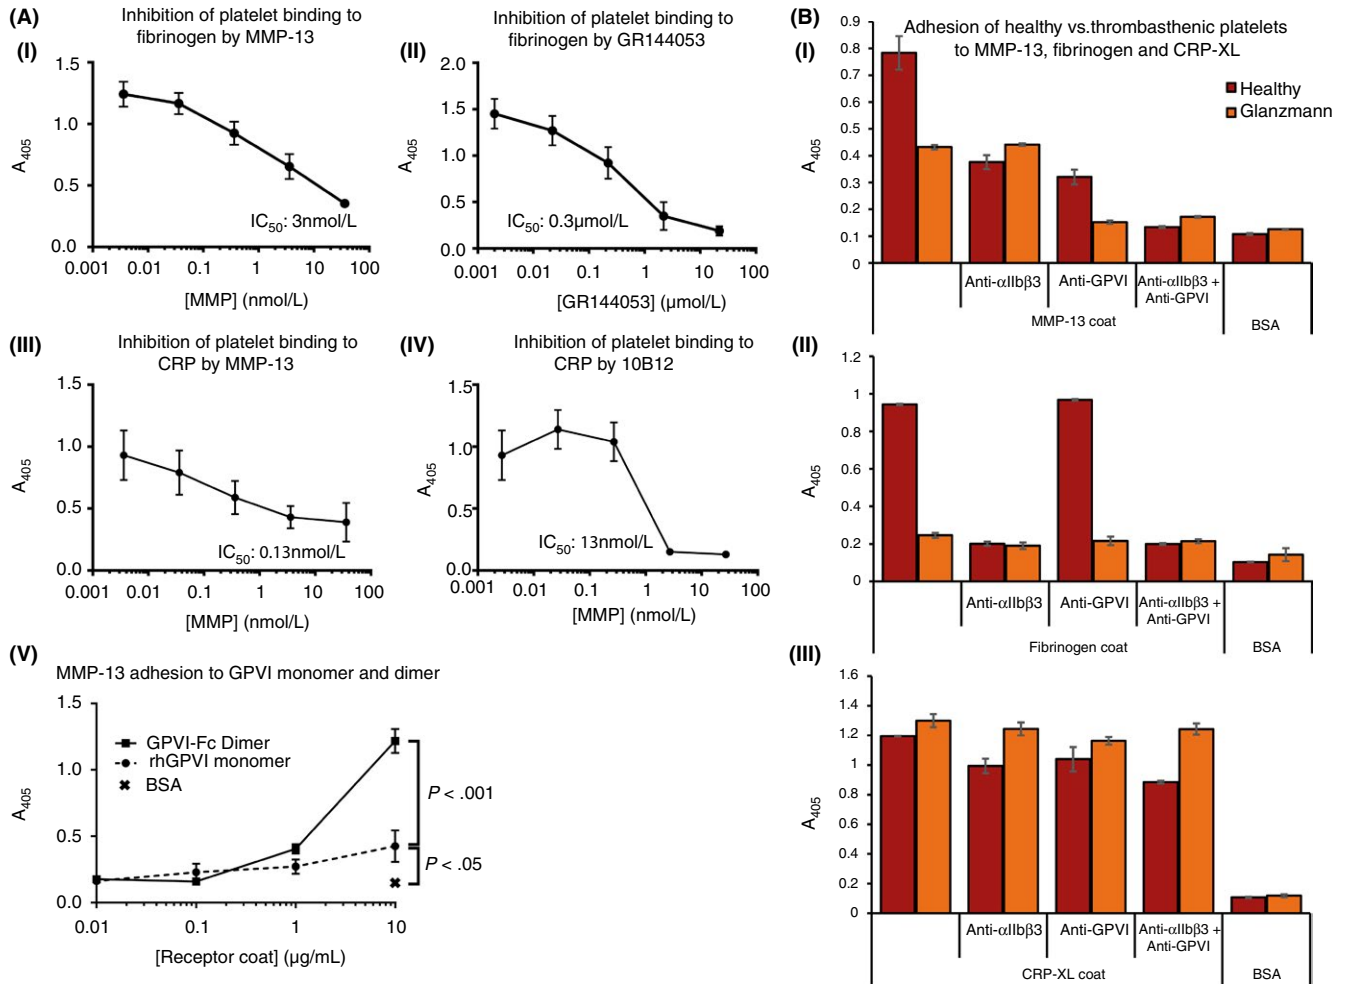 (A)
Inhibition of platelet binding to
fibrinogen by MMP-13
(I)
1.5
1.0
0.5
0.0
A405
IC50: 3nmol/L
0.001 0.01 0.1 1 10 100
[MMP] (nmol/L)
Inhibition of platelet binding to
fibrinogen by GR144053
(II)
2.0
1.5
1.0
0.5
0.0
A405
IC50: 0.3µmol/L
0.001 0.01 0.1 1 10 100
[GR144053] (µmol/L)
(III)
Inhibition of platelet binding to
CRP by MMP-13
1.5
1.0
0.5
0.0
A405
IC50: 0.13nmol/L
0.001 0.01 0.1 1 10 100
[MMP] (nmol/L)
(IV)
Inhibition of platelet binding to
CRP by 10B12
1.5
1.0
0.5
0.0
A405
IC50: 13nmol/L
0.001 0.01 0.1 1 10 100
[MMP] (nmol/L)
(V)
MMP-13 adhesion to GPVI monomer and dimer
1.5
1.0
0.5
0.0
A405
GPVI-Fc Dimer
rhGPVI monomer
BSA
P < .001
P < .05
0.01 0.1 1 10
[Receptor coat] (µg/mL)
(B)
Adhesion of healthy vs.thrombasthenic platelets
to MMP-13, fibrinogen and CRP-XL
(I)
Healthy
Glanzmann
0.9
0.8
0.7
0.6
0.5
0.4
0.3
0.2
0.1
0
A405
Anti-αIIbβ3 Anti-GPVI Anti-αIIbβ3 +
Anti-GPVI
MMP-13 coat BSA
(II)
1.2
1
0.8
0.6
0.4
0.2
0
A405
Anti-αIIbβ3 Anti-GPVI Anti-αIIbβ3 +
Anti-GPVI
Fibrinogen coat BSA
(III)
1.6
1.4
1.2
1
0.8
0.6
0.4
0.2
0
A405
Anti-αIIbβ3 Anti-GPVI Anti-αIIbβ3 +
Anti-GPVI
CRP-XL coat BSA